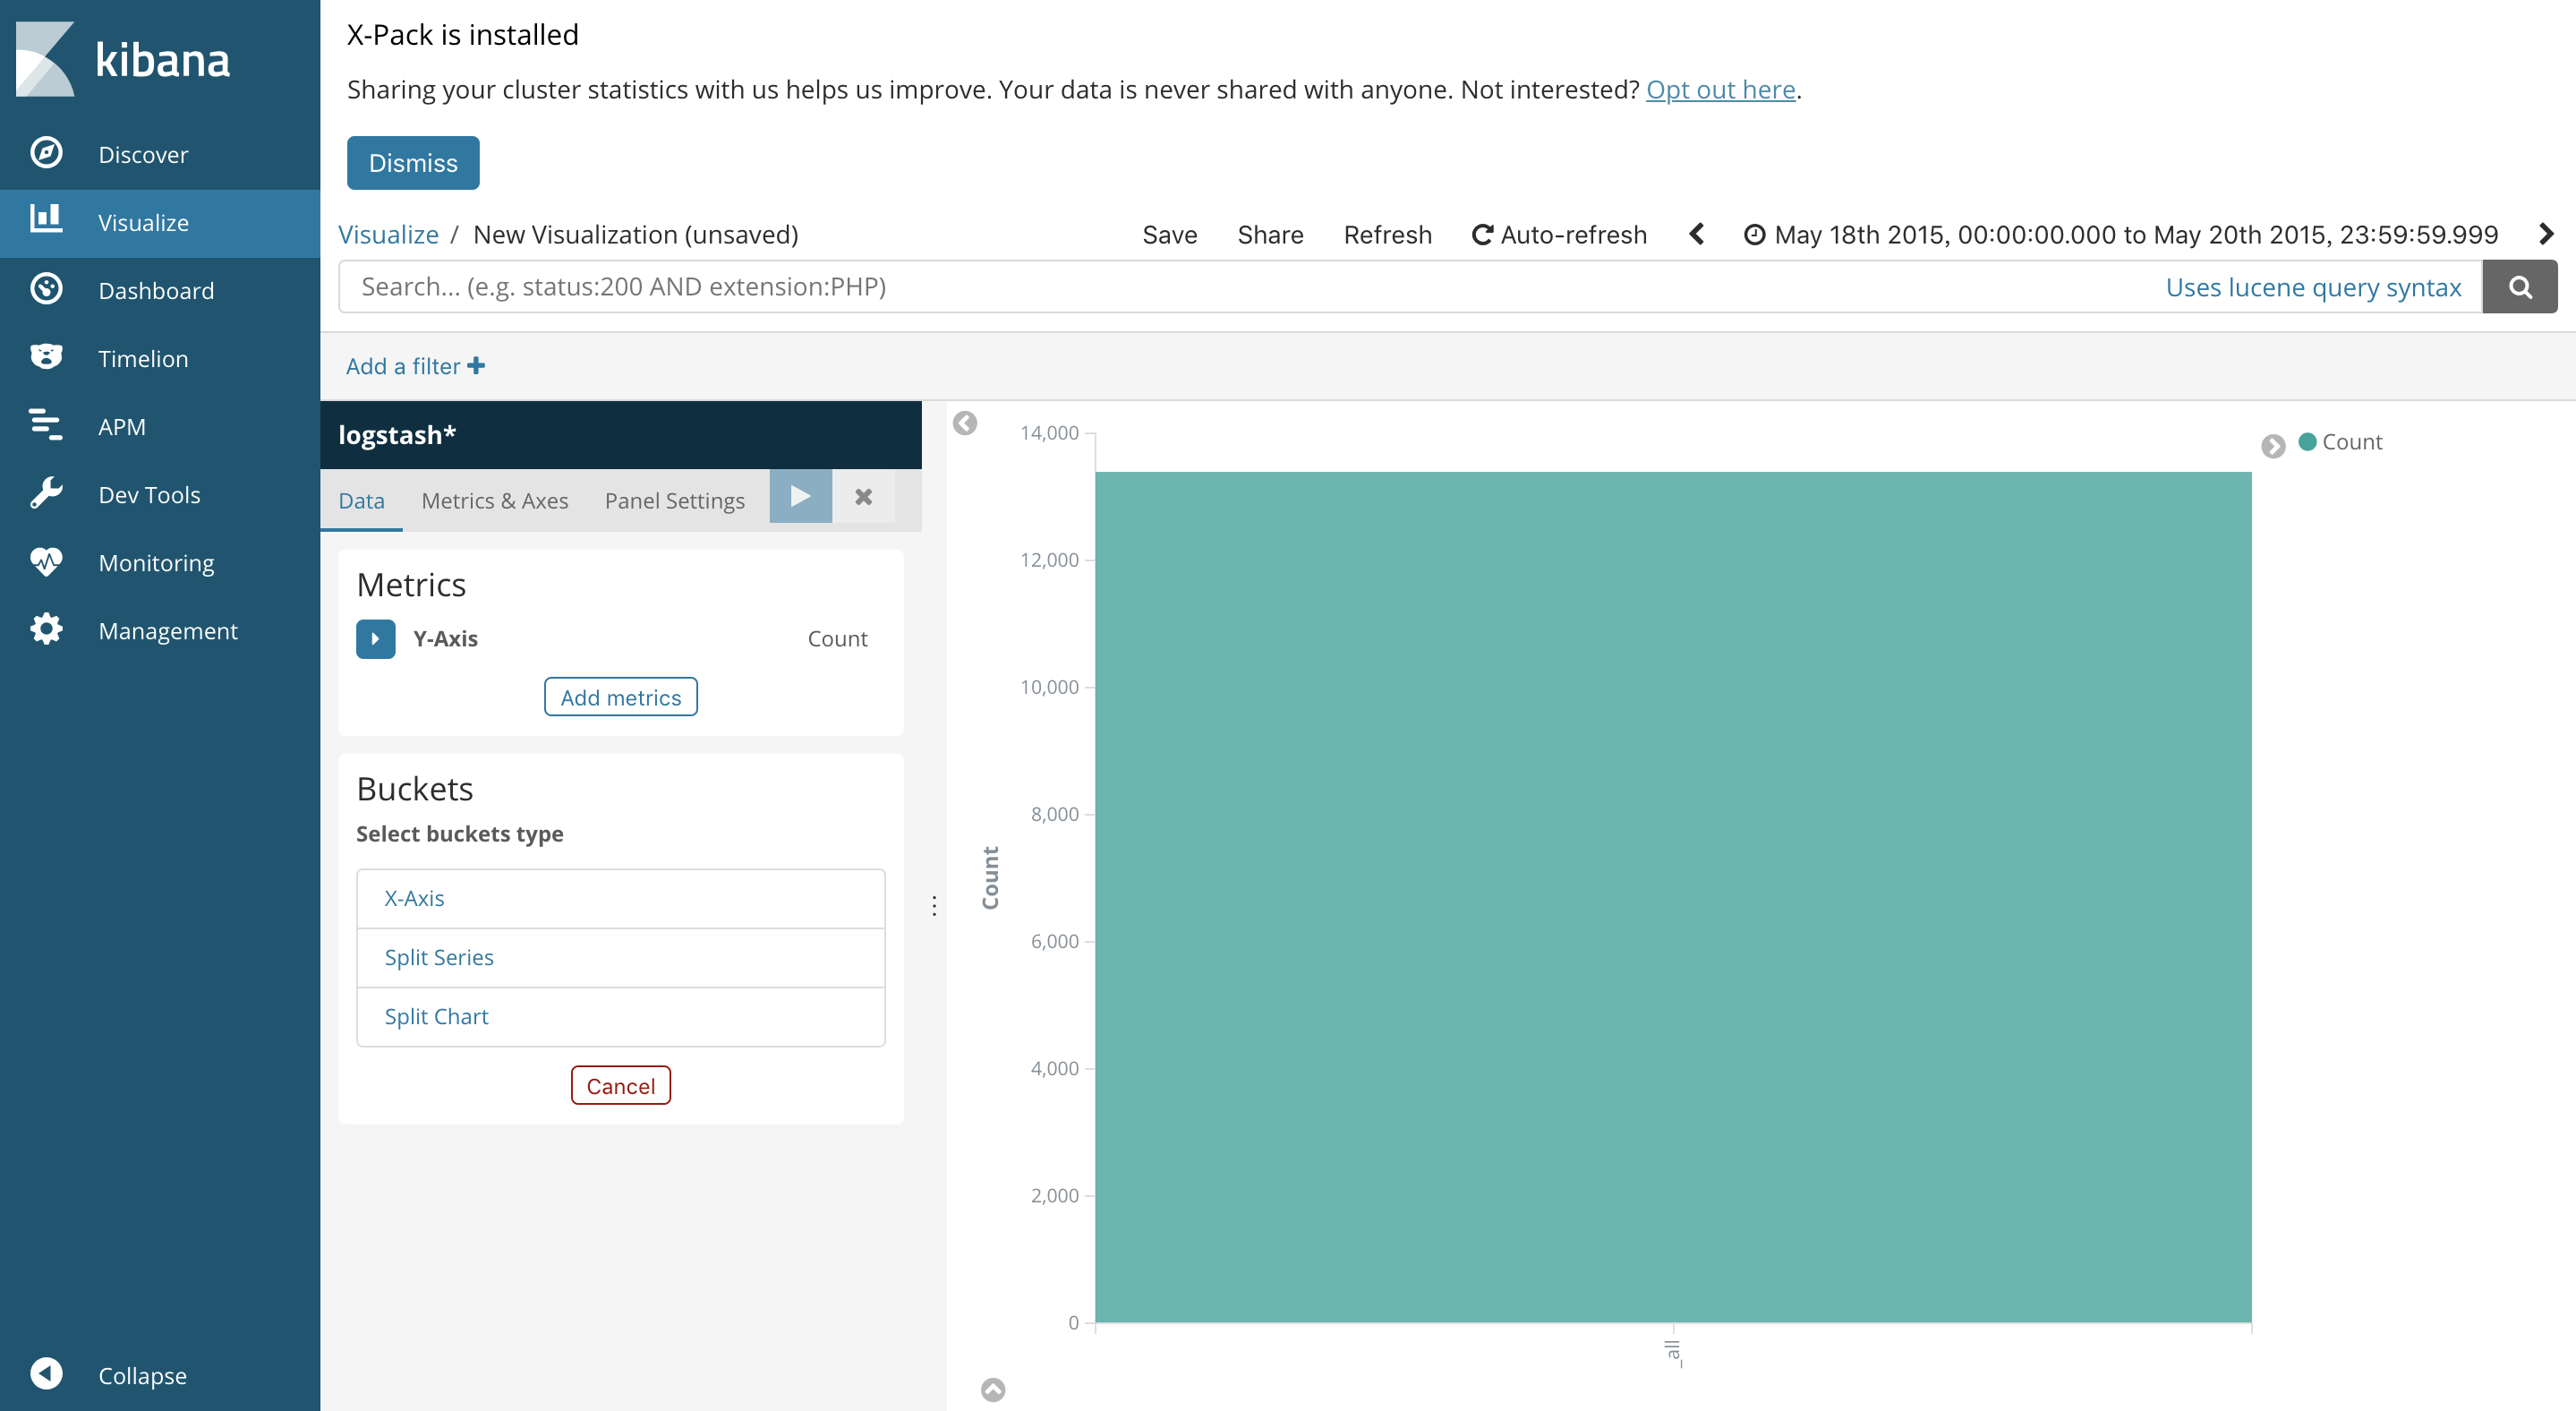 kibana
Discover
Visualize
Dashboard
Timelion
APM
Dev Tools
Monitoring
Management
Collapse
X-Pack is installed
Sharing your cluster statistics with us helps us improve. Your data is never shared with anyone. Not interested? Opt out here.
Dismiss
Visualize / New Visualization (unsaved) Save Share Refresh Auto-refresh May 18th 2015, 00:00:00.000 to May 20th 2015, 23:59:59.999
Search... (e.g. status:200 AND extension:PHP) Uses lucene query syntax
Add a filter
logstash*
Data Metrics & Axes Panel Settings
Metrics
Y-Axis Count
Add metrics
Buckets
Select buckets type
X-Axis
Split Series
Split Chart
Cancel
14,000
12,000
10,000
8,000
6,000
4,000
2,000
0
Count
_all
Count